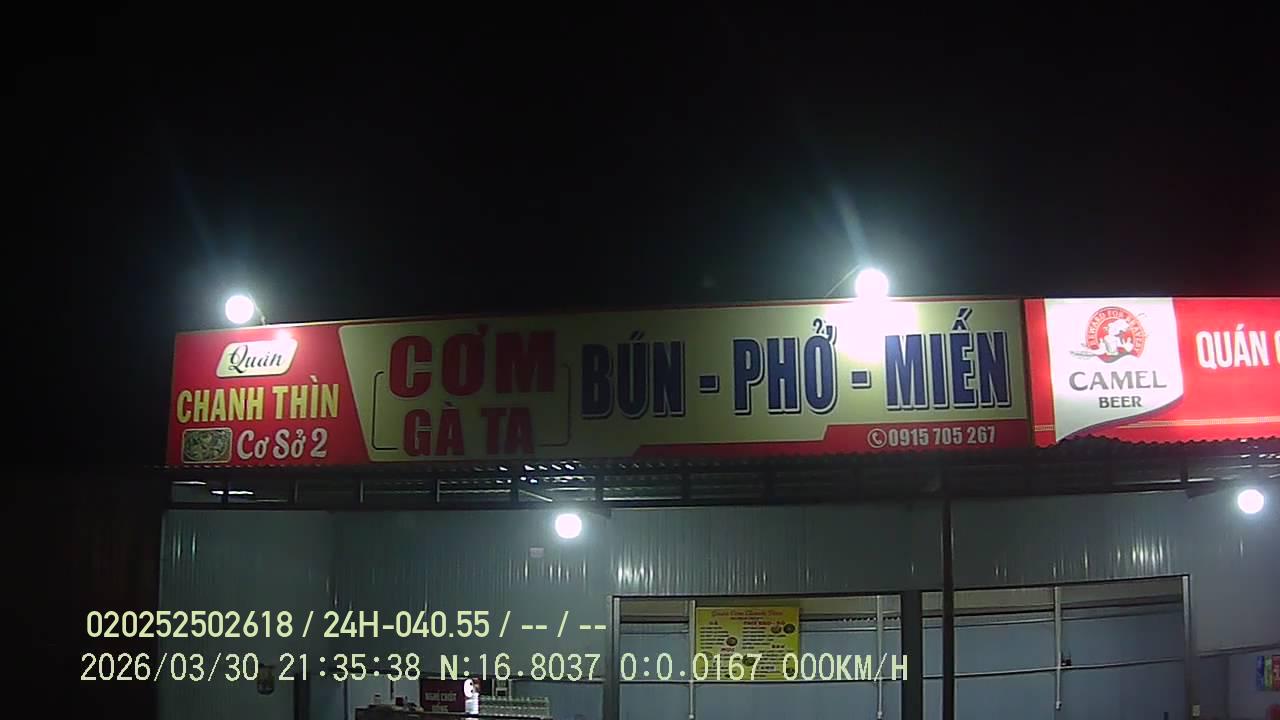 Quán
CHANH THÌN
Cơ Sở 2
CƠM
GÀ TA
BÚN - PHỞ - MIẾN
0915 705 267
CAMEL
BEER
QUÁN
020252502618 / 24H-040.55 / -- / --
2026/03/30 21:35:38 N:16.8037 0:0.0167 000KM/H